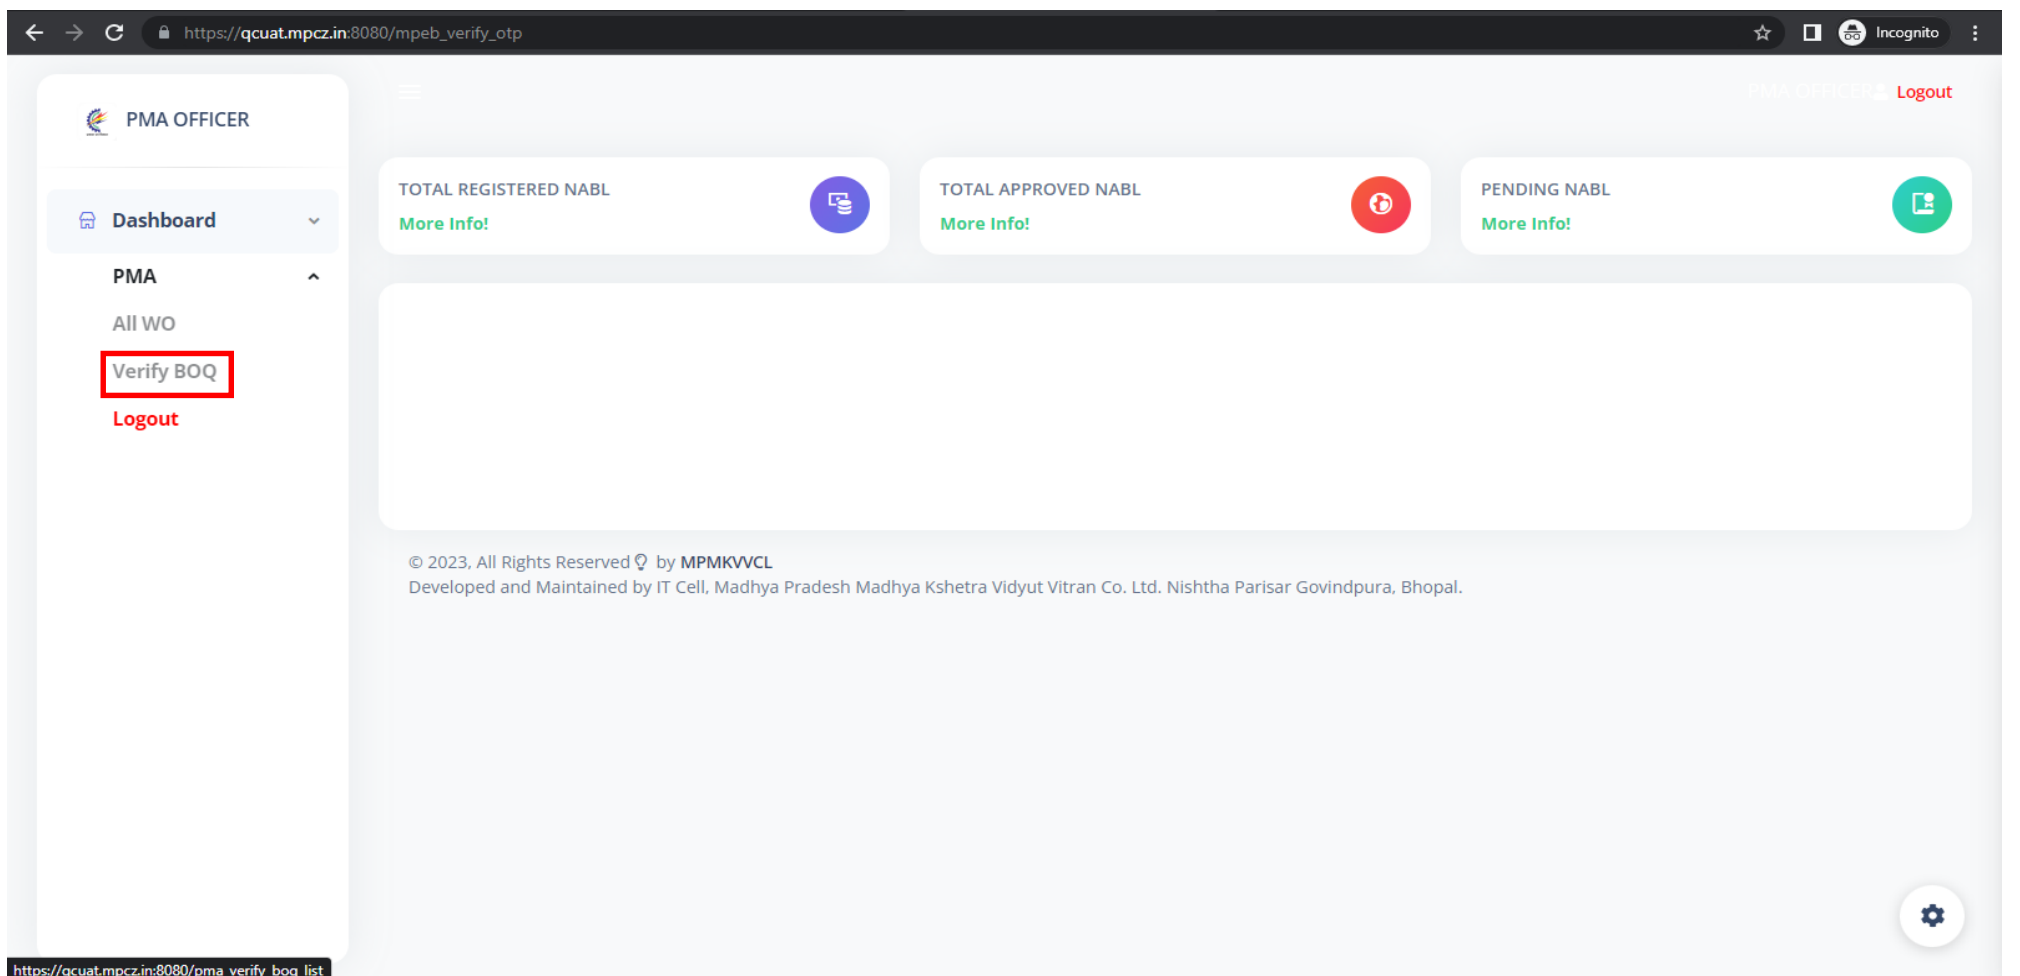 https://qcuat.mpcz.in:8080/mpeb_verify_otp
Incognito
PMA OFFICER
PMA OFFICER
Logout
Dashboard
PMA
All WO
Verify BOQ
Logout
TOTAL REGISTERED NABL
More Info!
TOTAL APPROVED NABL
More Info!
PENDING NABL
More Info!
© 2023, All Rights Reserved by MPMKVVCL
Developed and Maintained by IT Cell, Madhya Pradesh Madhya Kshetra Vidyut Vitran Co. Ltd. Nishtha Parisar Govindpura, Bhopal.
https://qcuat.mpcz.in:8080/pma_verify_boq_list